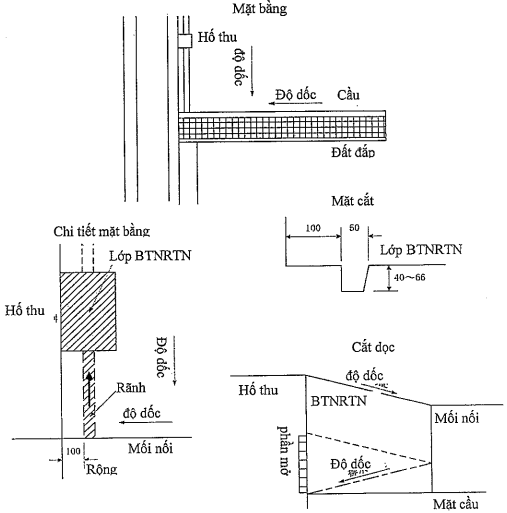 Mặt bằng
Hố thu
độ dốc
Độ dốc
Cầu
Đất đắp
Mặt cắt
100
50
Lớp BTNRTN
40~66
Chi tiết mặt bằng
Lớp BTNRTN
Hố thu
Độ dốc
Rãnh
độ dốc
Mối nối
100
Rộng
Cắt dọc
độ dốc
Hố thu
BTNRTN
Mối nối
phần mở
Độ dốc
Mặt cầu